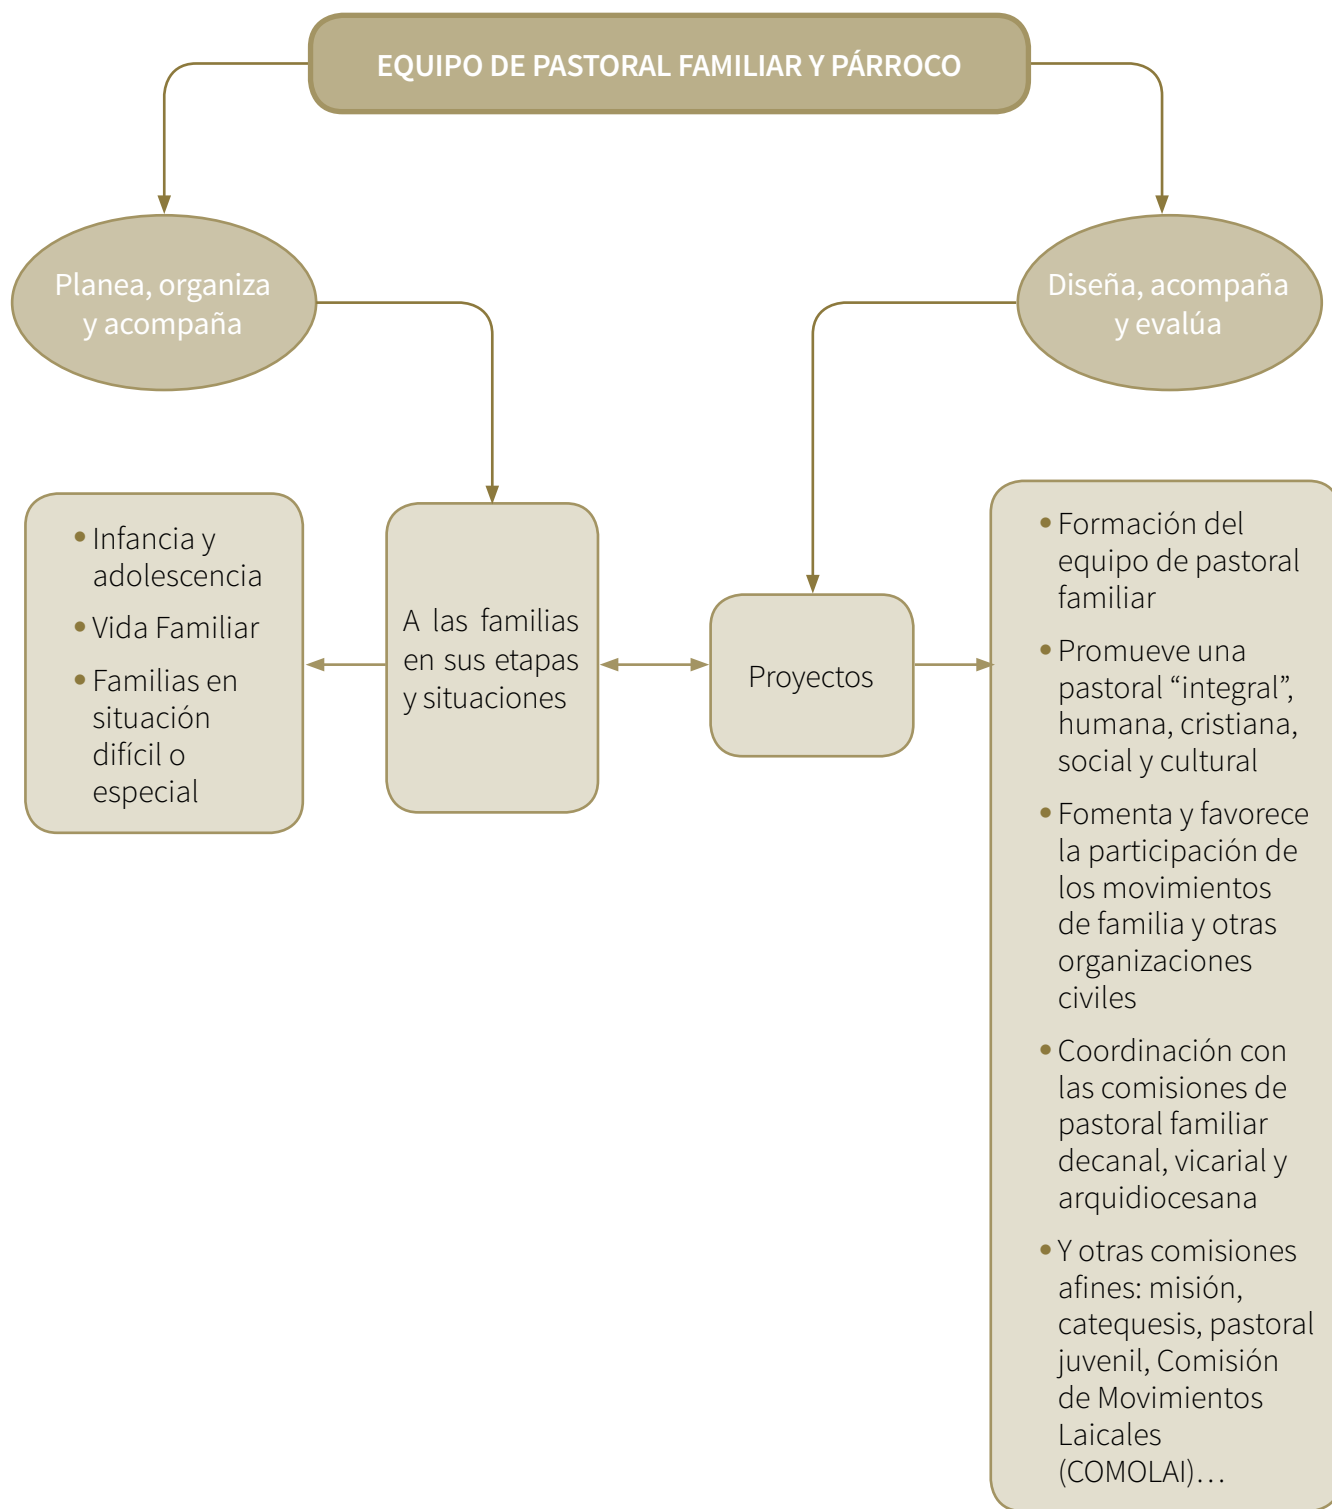 EQUIPO DE PASTORAL FAMILIAR Y PÁRROCO
Planea, organiza
y acompaña
Diseña, acompaña
y evalúa
• Infancia y
adolescencia
• Vida Familiar
• Familias en
situación
difícil o
especial
A las familias
en sus etapas
y situaciones
Proyectos
• Formación del
equipo de pastoral
familiar
• Promueve una
pastoral “integral”,
humana, cristiana,
social y cultural
• Fomenta y favorece
la participación de
los movimientos
de familia y otras
organizaciones
civiles
• Coordinación con
las comisiones de
pastoral familiar
decanal, vicarial y
arquidiocesana
• Y otras comisiones
afines: misión,
catequesis, pastoral
juvenil, Comisión
de Movimientos
Laicales
(COMOLAI)…